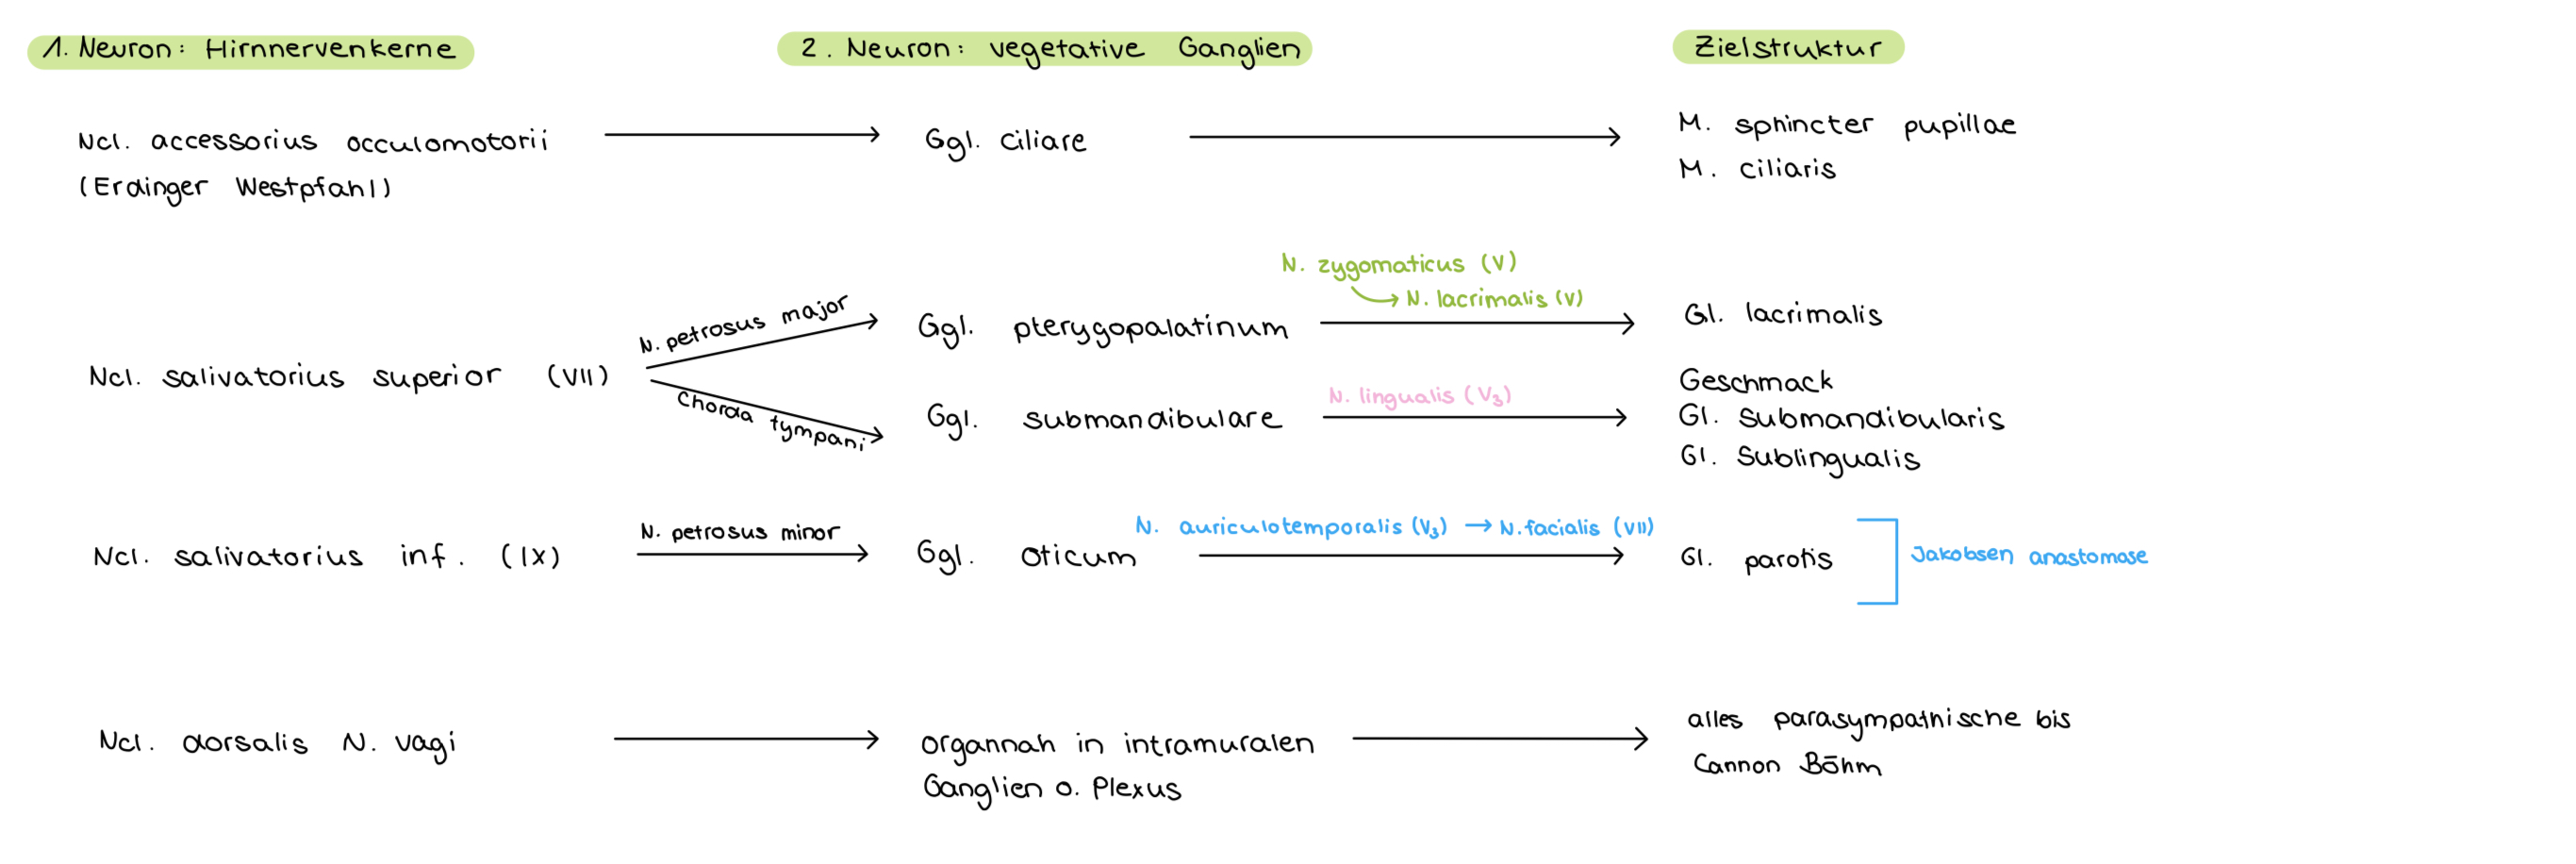 1. Neuron: Hirnnervenkerne
2. Neuron: vegetative Ganglien
Zielstruktur
Ncl. accessorius occulomotorii
(Erdinger Westpfahl)
Ggl. ciliare
M. sphincter pupillae
M. ciliaris
Ncl. salivatorius superior (VII)
N. petrosus major
Chorda tympani
Ggl. pterygopalatinum
N. zygomaticus (V)
→ N. lacrimalis (V)
Gl. lacrimalis
Ggl. submandibulare
N. lingualis (V3)
Geschmack
Gl. Submandibularis
Gl. Sublingualis
Ncl. salivatorius inf. (IX)
N. petrosus minor
Ggl. oticum
N. auriculotemporalis (V3) → N. facialis (VII)
Gl. parotis
Jakobsen anastomose
Ncl. dorsalis N. vagi
organnah in intramuralen
Ganglien o. Plexus
alles parasympathische bis
Cannon Böhm